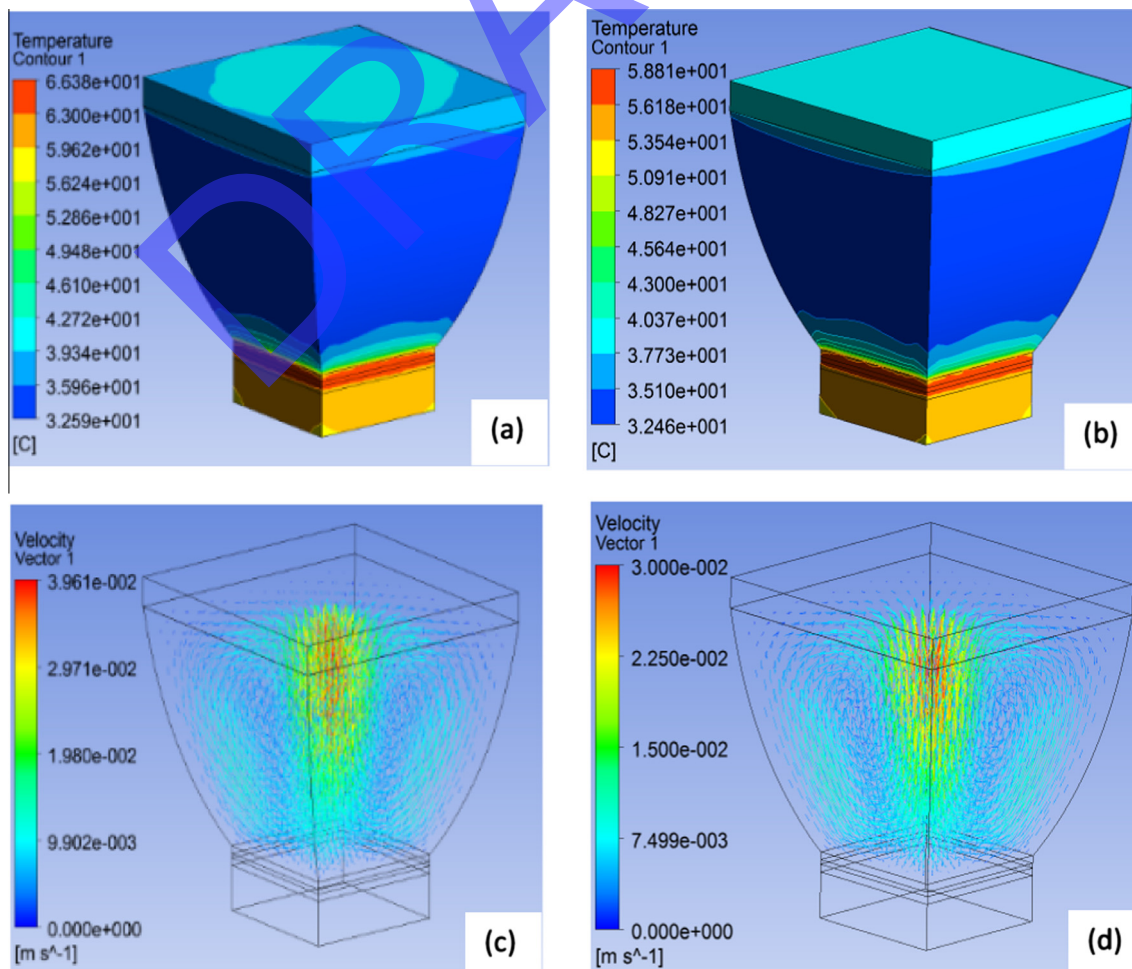 Temperature
Contour 1
6.638e+001
6.300e+001
5.962e+001
5.624e+001
5.286e+001
4.948e+001
4.610e+001
4.272e+001
3.934e+001
3.596e+001
3.259e+001
[C]
(a)
Temperature
Contour 1
5.881e+001
5.618e+001
5.354e+001
5.091e+001
4.827e+001
4.564e+001
4.300e+001
4.037e+001
3.773e+001
3.510e+001
3.246e+001
[C]
(b)
Velocity
Vector 1
3.961e-002
2.971e-002
1.980e-002
9.902e-003
0.000e+000
[m s^-1]
(c)
Velocity
Vector 1
3.000e-002
2.250e-002
1.500e-002
7.499e-003
0.000e+000
[m s^-1]
(d)
DRA